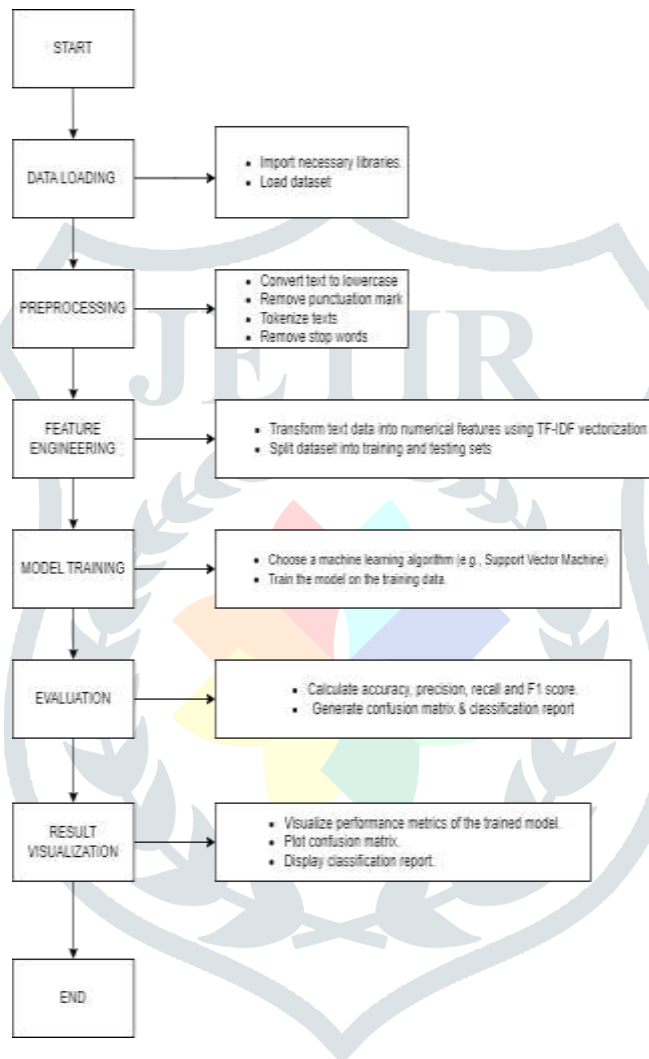 START
DATA LOADING
• Import necessary libraries.
• Load dataset
PREPROCESSING
• Convert text to lowercase
• Remove punctuation mark
• Tokenize texts
• Remove stop words
JETIR
FEATURE
ENGINEERING
• Transform text data into numerical features using TF-IDF vectorization
• Split dataset into training and testing sets
MODEL TRAINING
• Choose a machine learning algorithm (e.g., Support Vector Machine)
• Train the model on the training data.
EVALUATION
• Calculate accuracy, precision, recall and F1 score.
• Generate confusion matrix & classification report
RESULT
VISUALIZATION
• Visualize performance metrics of the trained model.
• Plot confusion matrix.
• Display classification report.
END